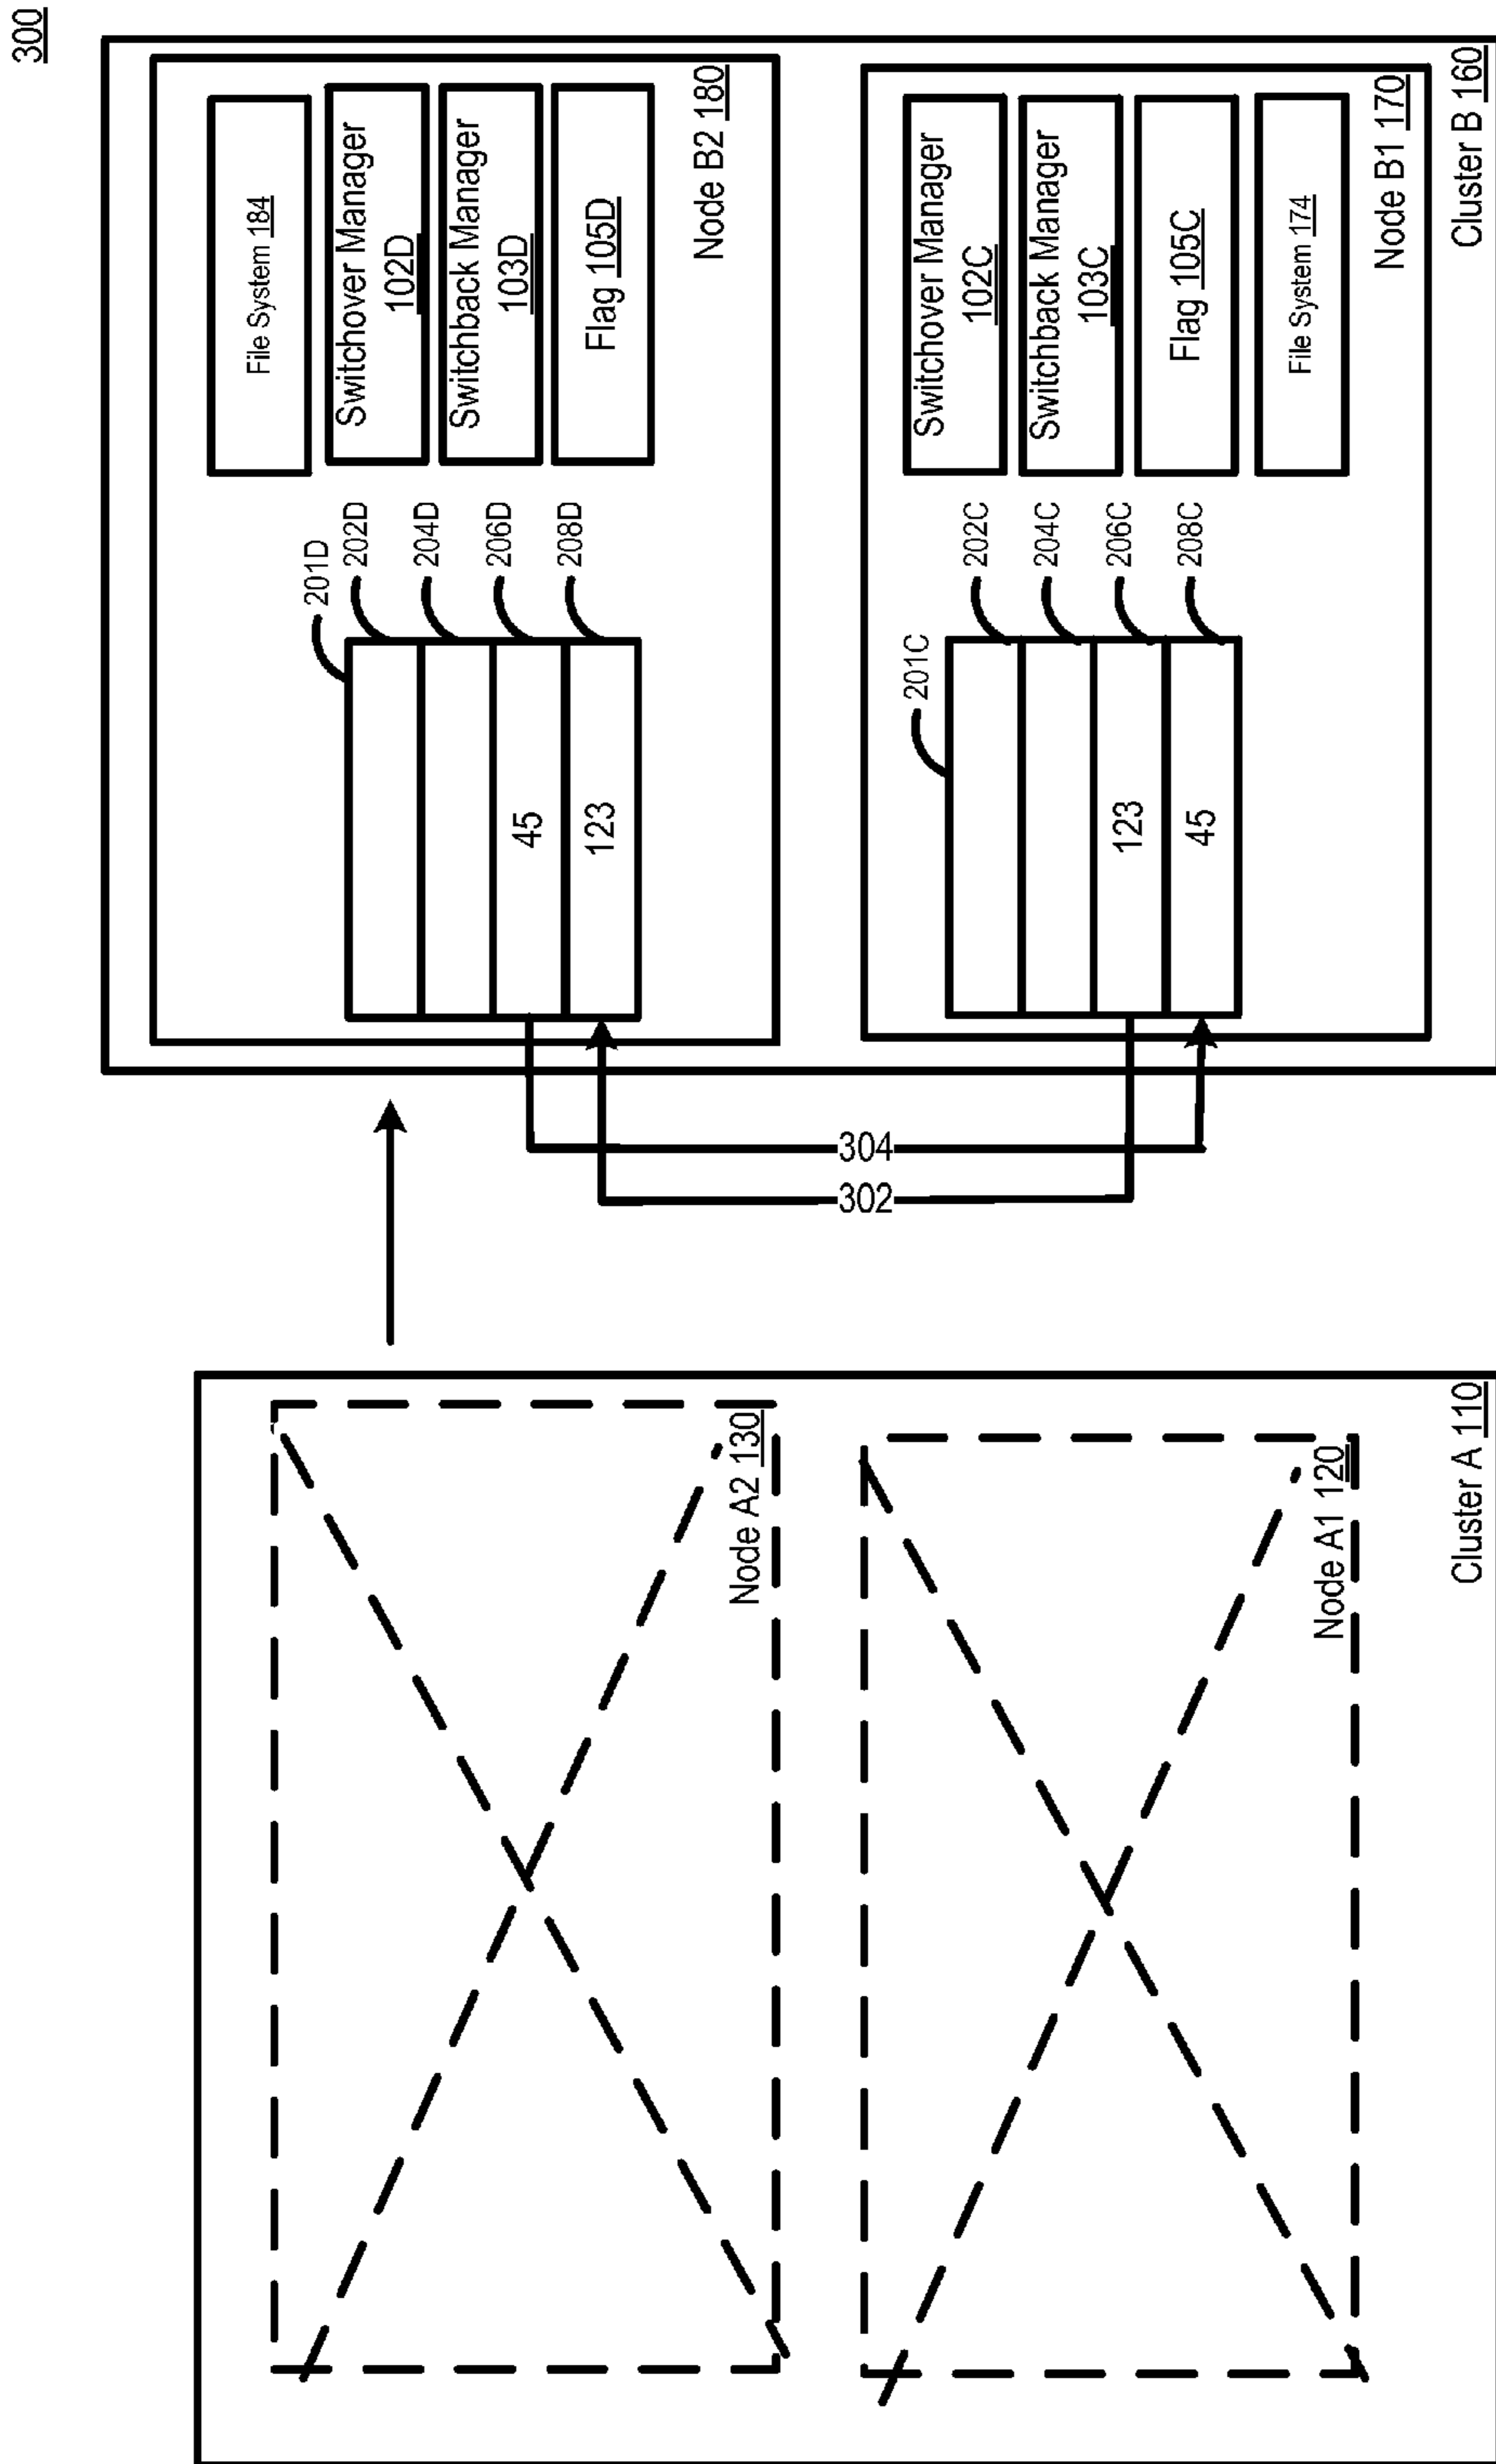 300
File System 184
Switchover Manager
102D
Switchback Manager
103D
Flag 105D
Node B2 180
201D
202D
204D
206D
208D
45
123
Switchover Manager
102C
Switchback Manager
103C
Flag 105C
File System 174
Node B1 170
Cluster B 160
201C
202C
204C
206C
208C
123
45
304
302
Node A2 130
Node A1 120
Cluster A 110